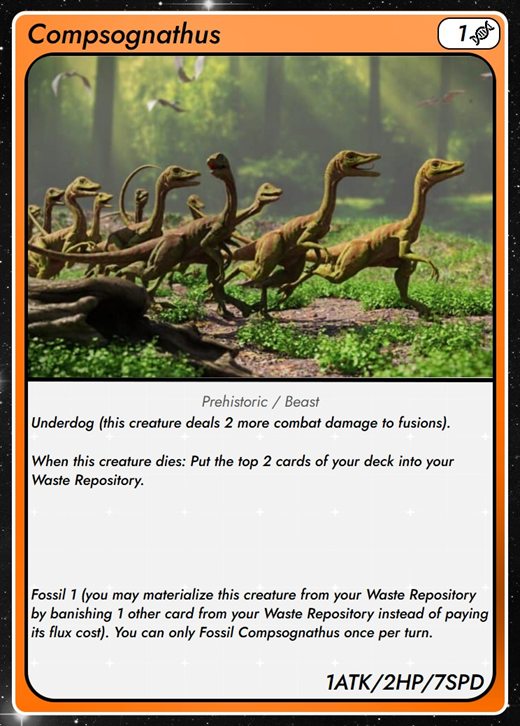 Compsognathus
1
Prehistoric / Beast
Underdog (this creature deals 2 more combat damage to fusions).
When this creature dies: Put the top 2 cards of your deck into your
Waste Repository.
Fossil 1 (you may materialize this creature from your Waste Repository
by banishing 1 other card from your Waste Repository instead of paying
its flux cost). You can only Fossil Compsognathus once per turn.
1ATK/2HP/7SPD